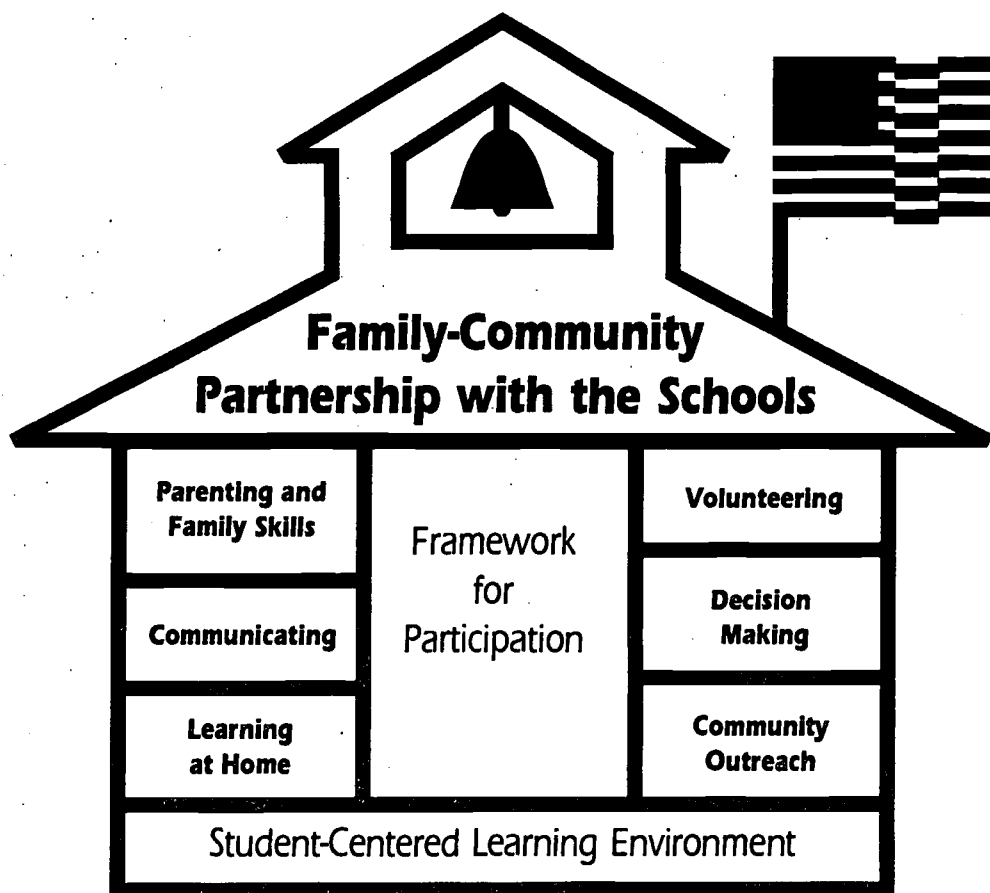 Family-Community
Partnership with the Schools
Parenting and
Family Skills
Communicating
Learning
at Home
Framework
for
Participation
Volunteering
Decision
Making
Community
Outreach
Student-Centered Learning Environment